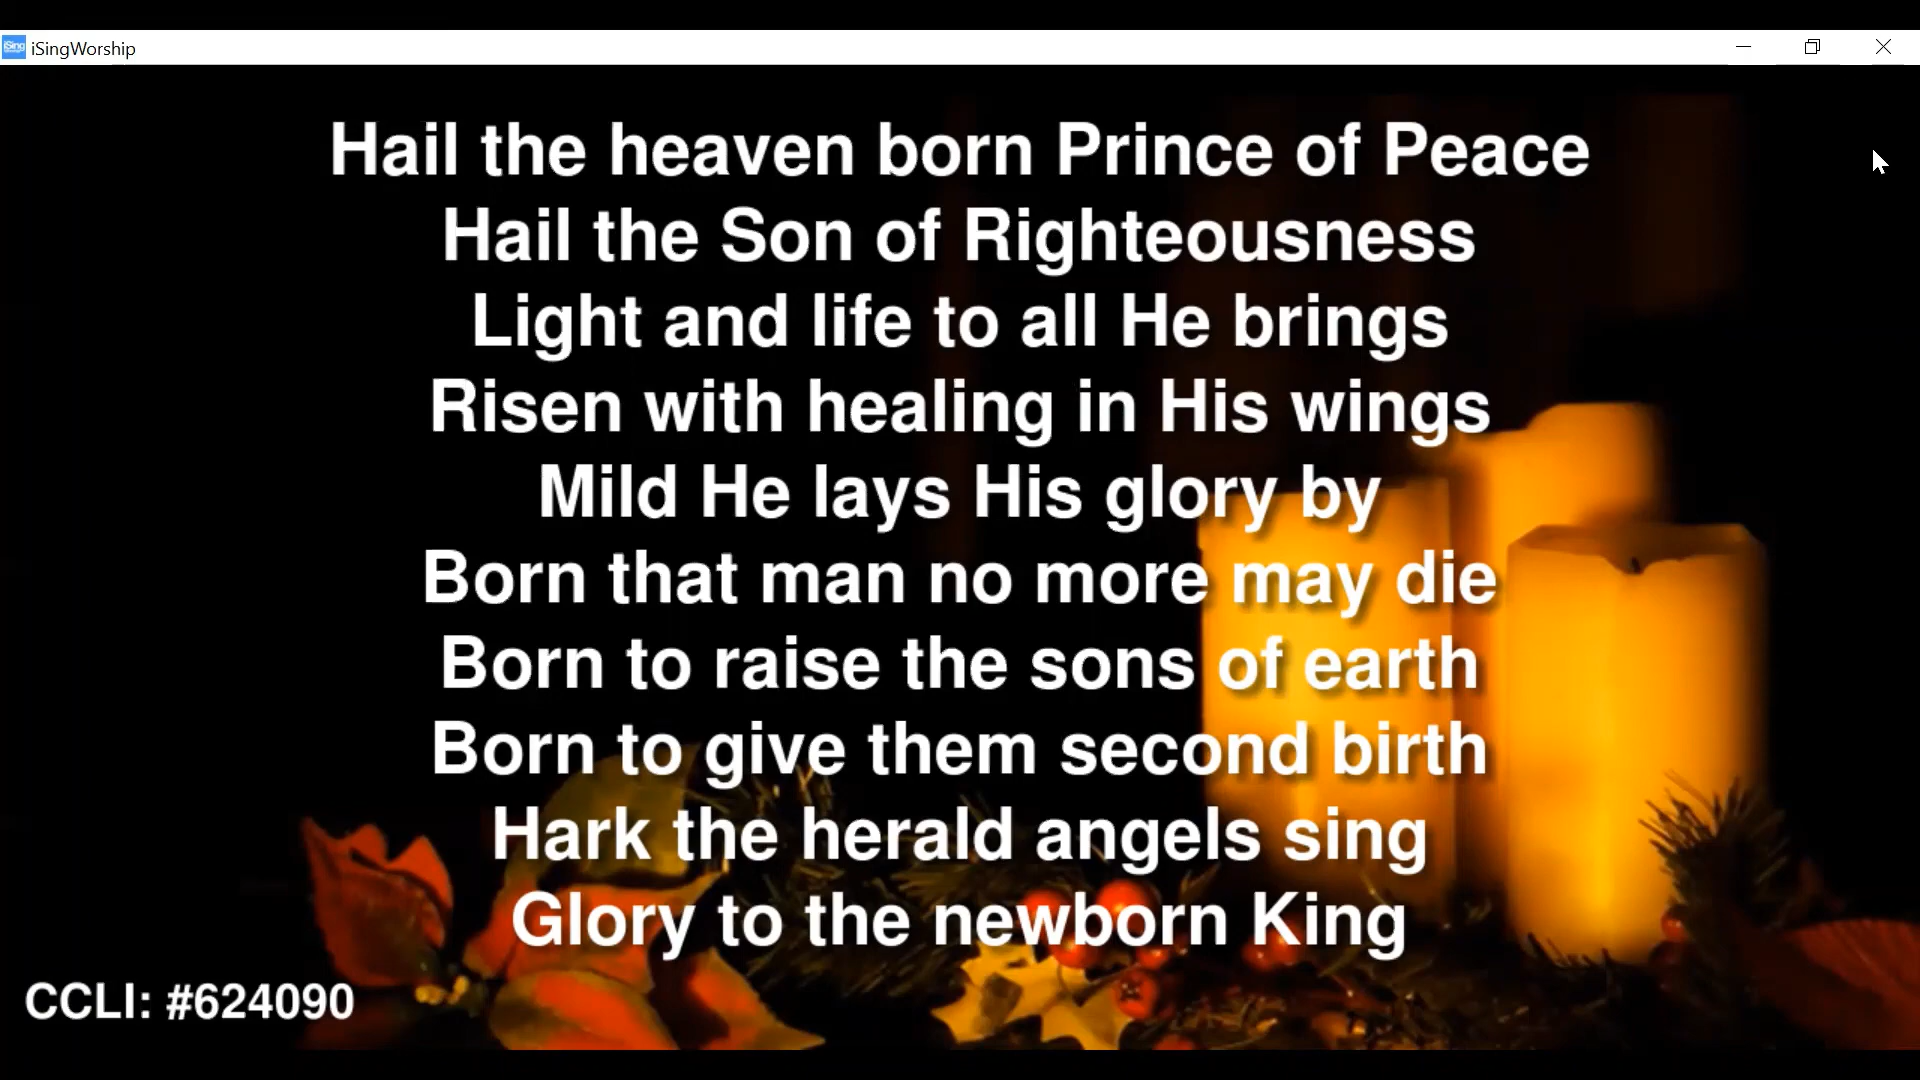 iSing
iSingWorship
Hail the heaven born Prince of Peace
Hail the Son of Righteousness
Light and life to all He brings
Risen with healing in His wings
Mild He lays His glory by
Born that man no more may die
Born to raise the sons of earth
Born to give them second birth
Hark the herald angels sing
Glory to the newborn King
CCLI: #624090